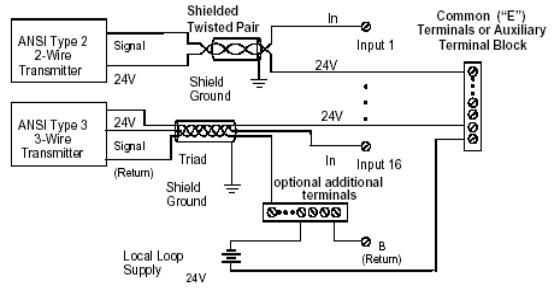 Shielded
Twisted Pair
In
Common ("E")
Terminals or Auxiliary
Terminal Block
ANSI Type 2
2-Wire
Transmitter
Signal
24V
Input 1
24V
Shield
Ground
ANSI Type 3
3-Wire
Transmitter
24V
Signal
(Return)
24V
Triad
In
Input 16
Shield
Ground
optional additional
terminals
B
(Return)
Local Loop
Supply
24V